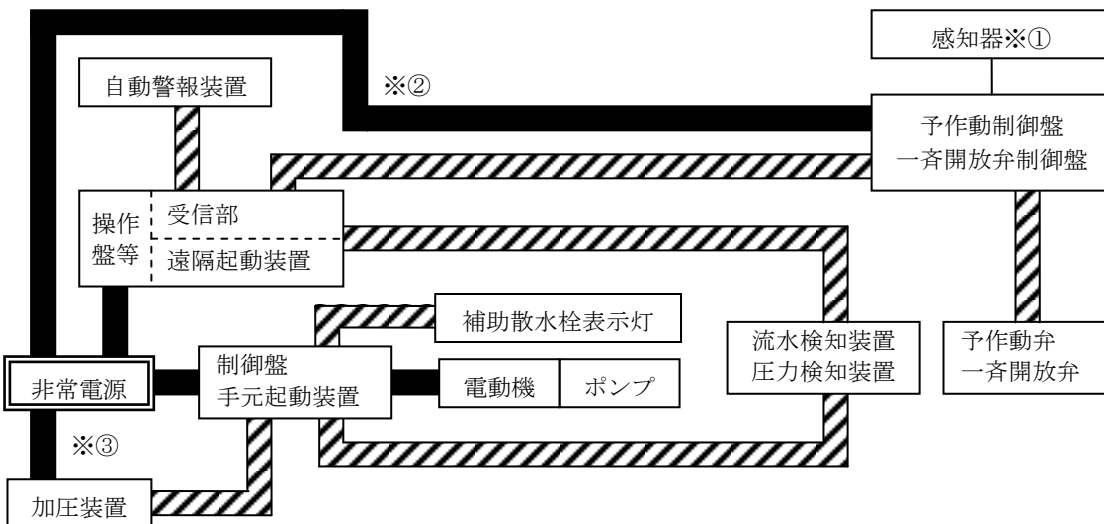 感知器※①
※②
自動警報装置
予作動制御盤
一斉開放弁制御盤
操作
盤等
受信部
遠隔起動装置
補助散水栓表示灯
流水検知装置
圧力検知装置
予作動弁
一斉開放弁
非常電源
制御盤
手元起動装置
電動機
ポンプ
※③
加圧装置